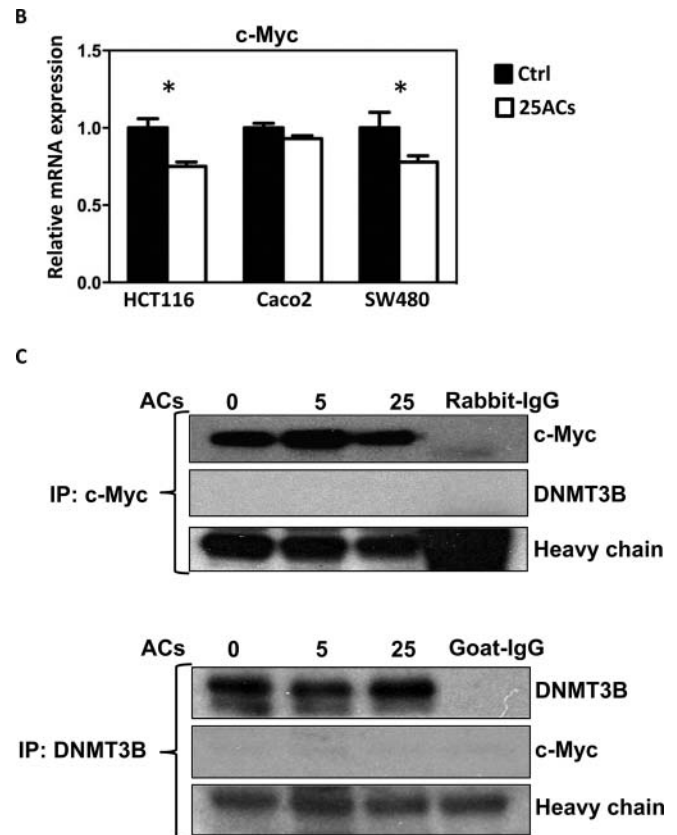 B
c-Myc
Relative mRNA expression
1.5
1.0
0.5
0.0
* *
HCT116 Caco2 SW480
Ctrl
25ACs
C
ACs 0 5 25 Rabbit-IgG
IP: c-Myc
c-Myc
DNMT3B
Heavy chain
ACs 0 5 25 Goat-IgG
IP: DNMT3B
DNMT3B
c-Myc
Heavy chain